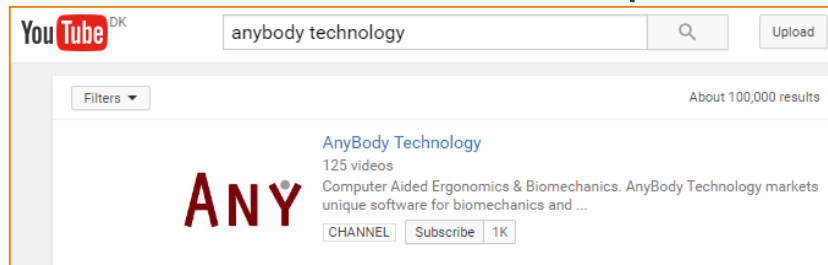 YouTube DK
anybody technology
Upload
Filters
About 100,000 results
ANY
AnyBody Technology
125 videos
Computer Aided Ergonomics & Biomechanics. AnyBody Technology markets
unique software for biomechanics and ...
CHANNEL Subscribe 1K